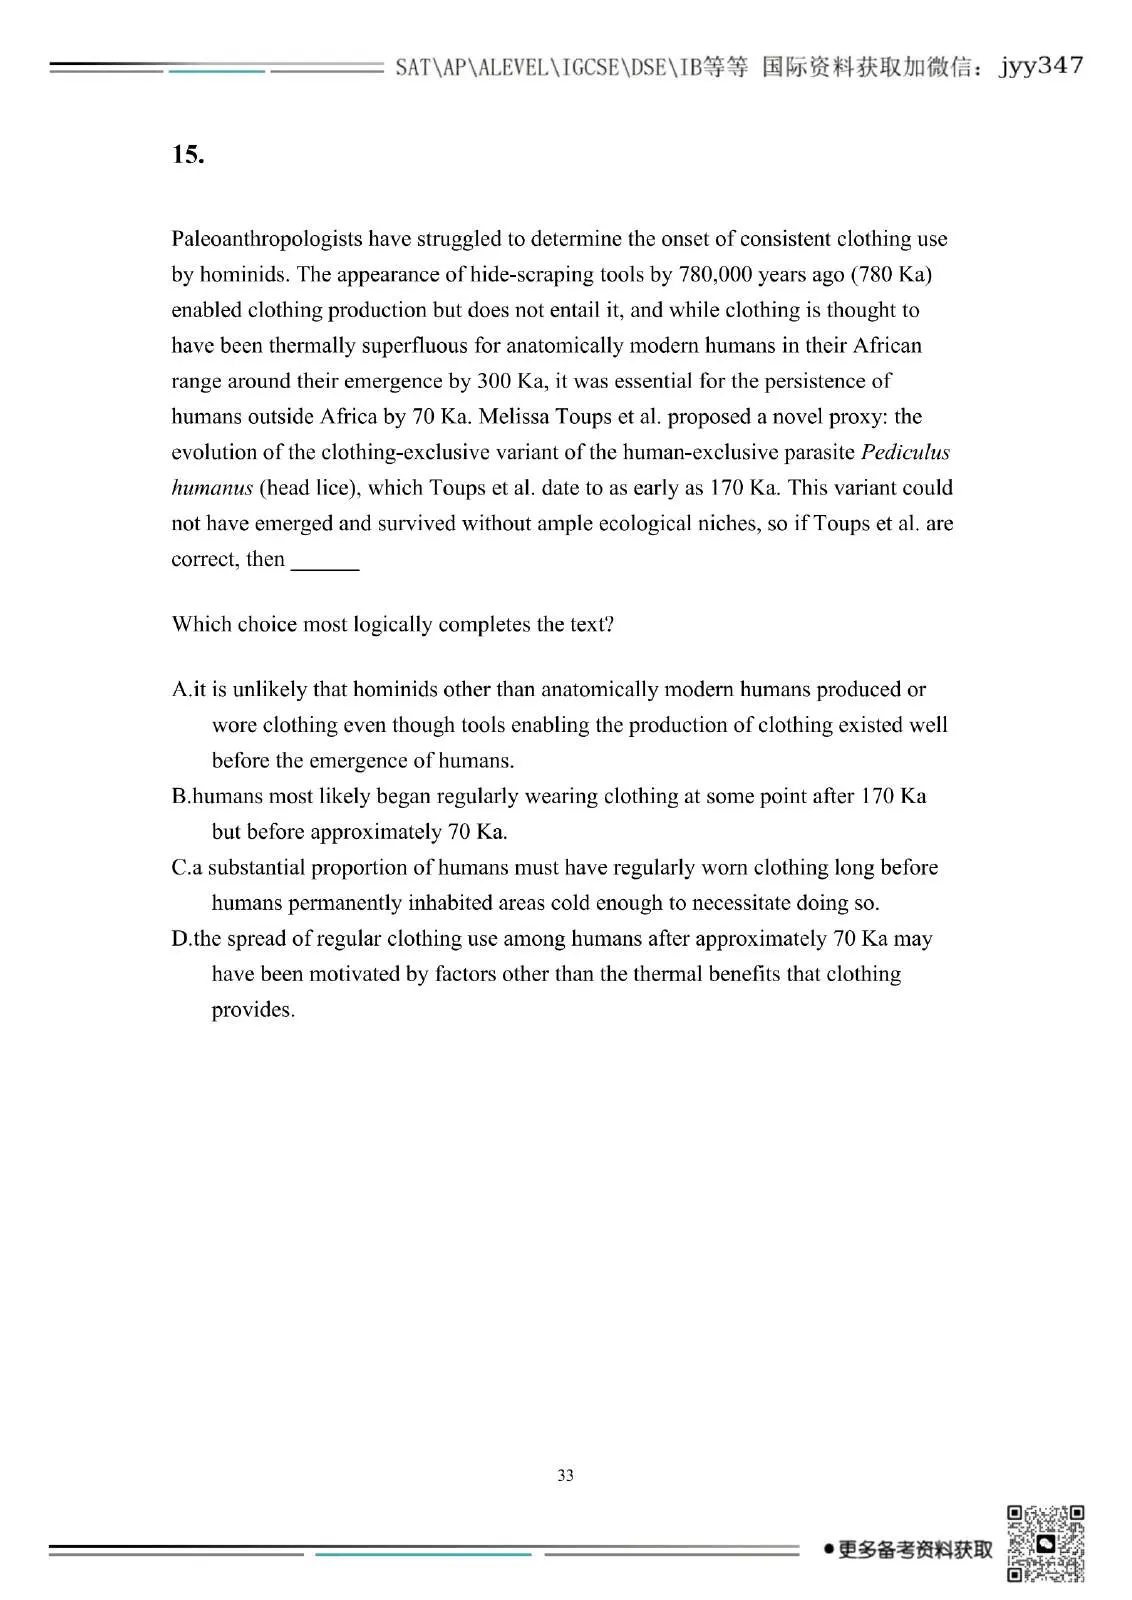 SAT\AP\ALEVEL\IGCSE\DSE\IB等等 国际资料获取加微信: jyy347
15.
Paleoanthropologists have struggled to determine the onset of consistent clothing use
by hominids. The appearance of hide-scraping tools by 780,000 years ago (780 Ka)
enabled clothing production but does not entail it, and while clothing is thought to
have been thermally superfluous for anatomically modern humans in their African
range around their emergence by 300 Ka, it was essential for the persistence of
humans outside Africa by 70 Ka. Melissa Toups et al. proposed a novel proxy: the
evolution of the clothing-exclusive variant of the human-exclusive parasite Pediculus
humanus (head lice), which Toups et al. date to as early as 170 Ka. This variant could
not have emerged and survived without ample ecological niches, so if Toups et al. are
correct, then ______
Which choice most logically completes the text?
A.it is unlikely that hominids other than anatomically modern humans produced or
wore clothing even though tools enabling the production of clothing existed well
before the emergence of humans.
B.humans most likely began regularly wearing clothing at some point after 170 Ka
but before approximately 70 Ka.
C.a substantial proportion of humans must have regularly worn clothing long before
humans permanently inhabited areas cold enough to necessitate doing so.
D.the spread of regular clothing use among humans after approximately 70 Ka may
have been motivated by factors other than the thermal benefits that clothing
provides.
33
●更多备考资料获取